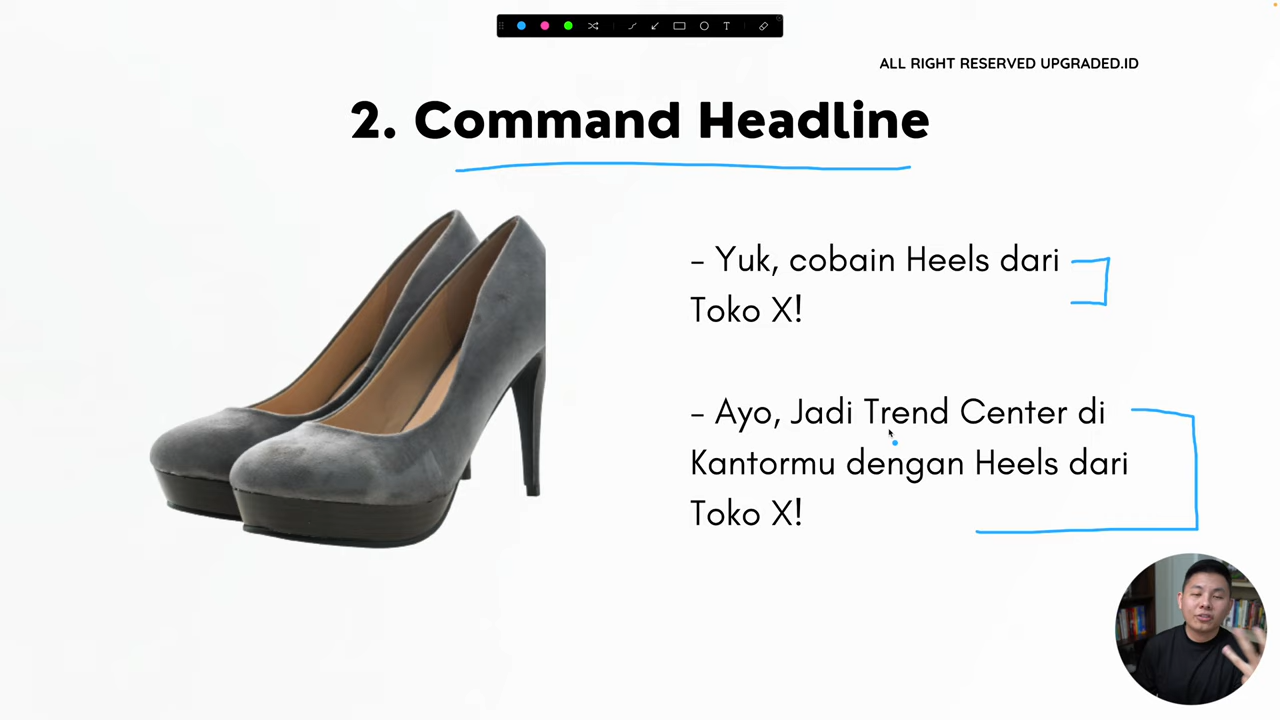 ALL RIGHT RESERVED UPGRADED.ID
2. Command Headline
- Yuk, cobain Heels dari
Toko X!
- Ayo, Jadi Trend Center di
Kantormu dengan Heels dari
Toko X!